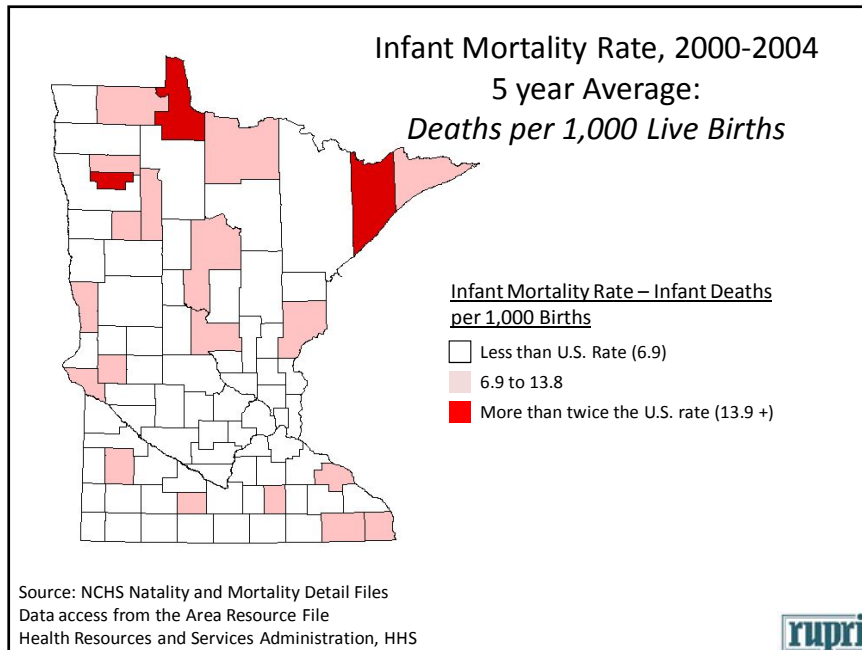 Infant Mortality Rate, 2000-2004
5 year Average:
Deaths per 1,000 Live Births
Infant Mortality Rate – Infant Deaths
per 1,000 Births
Less than U.S. Rate (6.9)
6.9 to 13.8
More than twice the U.S. rate (13.9 +)
Source: NCHS Natality and Mortality Detail Files
Data access from the Area Resource File
Health Resources and Services Administration, HHS
rupri